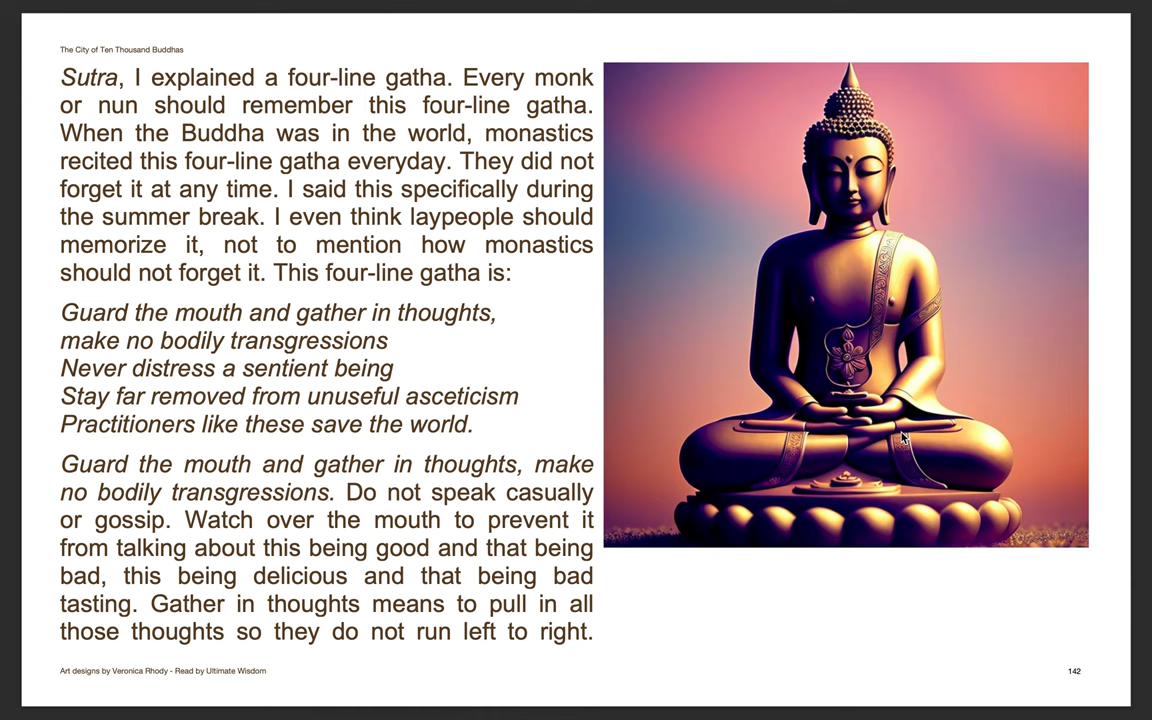 The City of Ten Thousand Buddhas
Sutra, I explained a four-line gatha. Every monk
or nun should remember this four-line gatha.
When the Buddha was in the world, monastics
recited this four-line gatha everyday. They did not
forget it at any time. I said this specifically during
the summer break. I even think laypeople should
memorize it, not to mention how monastics
should not forget it. This four-line gatha is:
Guard the mouth and gather in thoughts,
make no bodily transgressions
Never distress a sentient being
Stay far removed from unuseful asceticism
Practitioners like these save the world.
Guard the mouth and gather in thoughts, make
no bodily transgressions. Do not speak casually
or gossip. Watch over the mouth to prevent it
from talking about this being good and that being
bad, this being delicious and that being bad
tasting. Gather in thoughts means to pull in all
those thoughts so they do not run left to right.
Art designs by Veronica Rhody - Read by Ultimate Wisdom
142